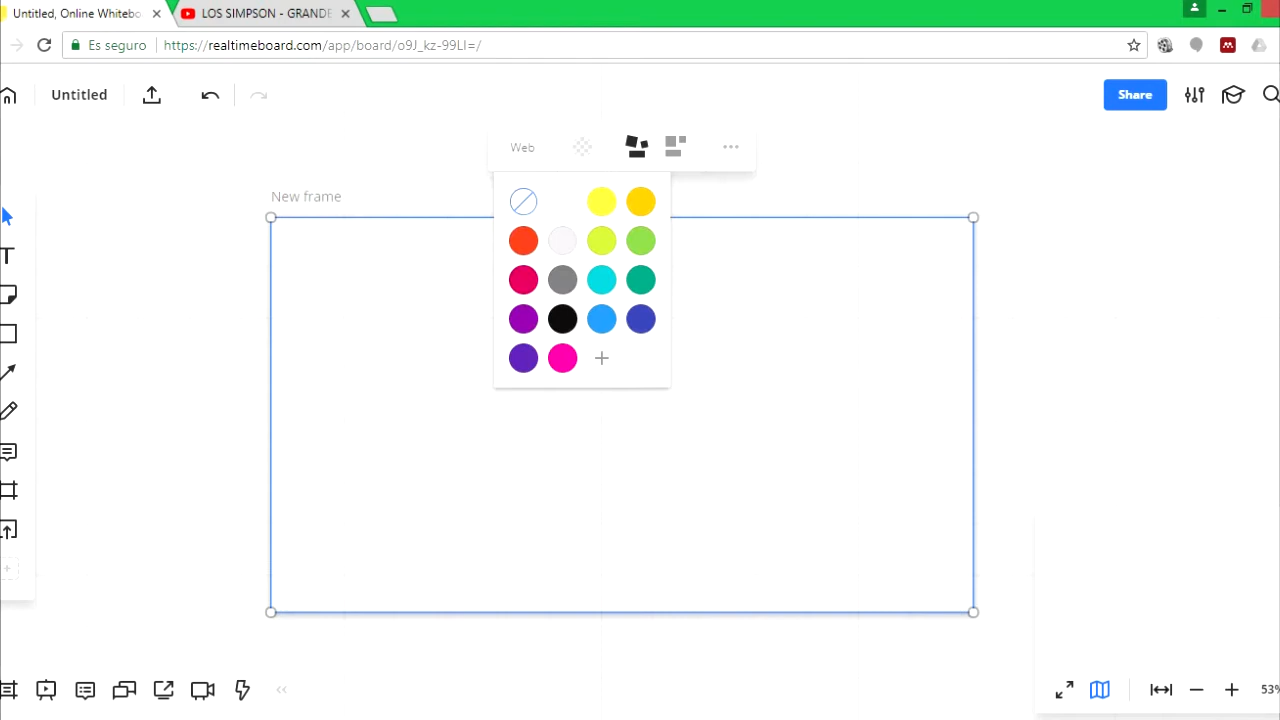 Untitled, Online Whitebo
LOS SIMPSON - GRANDE
Es seguro
https://realtimeboard.com/app/board/o9J_kz-99LI=/
Untitled
Share
Web
New frame
53%